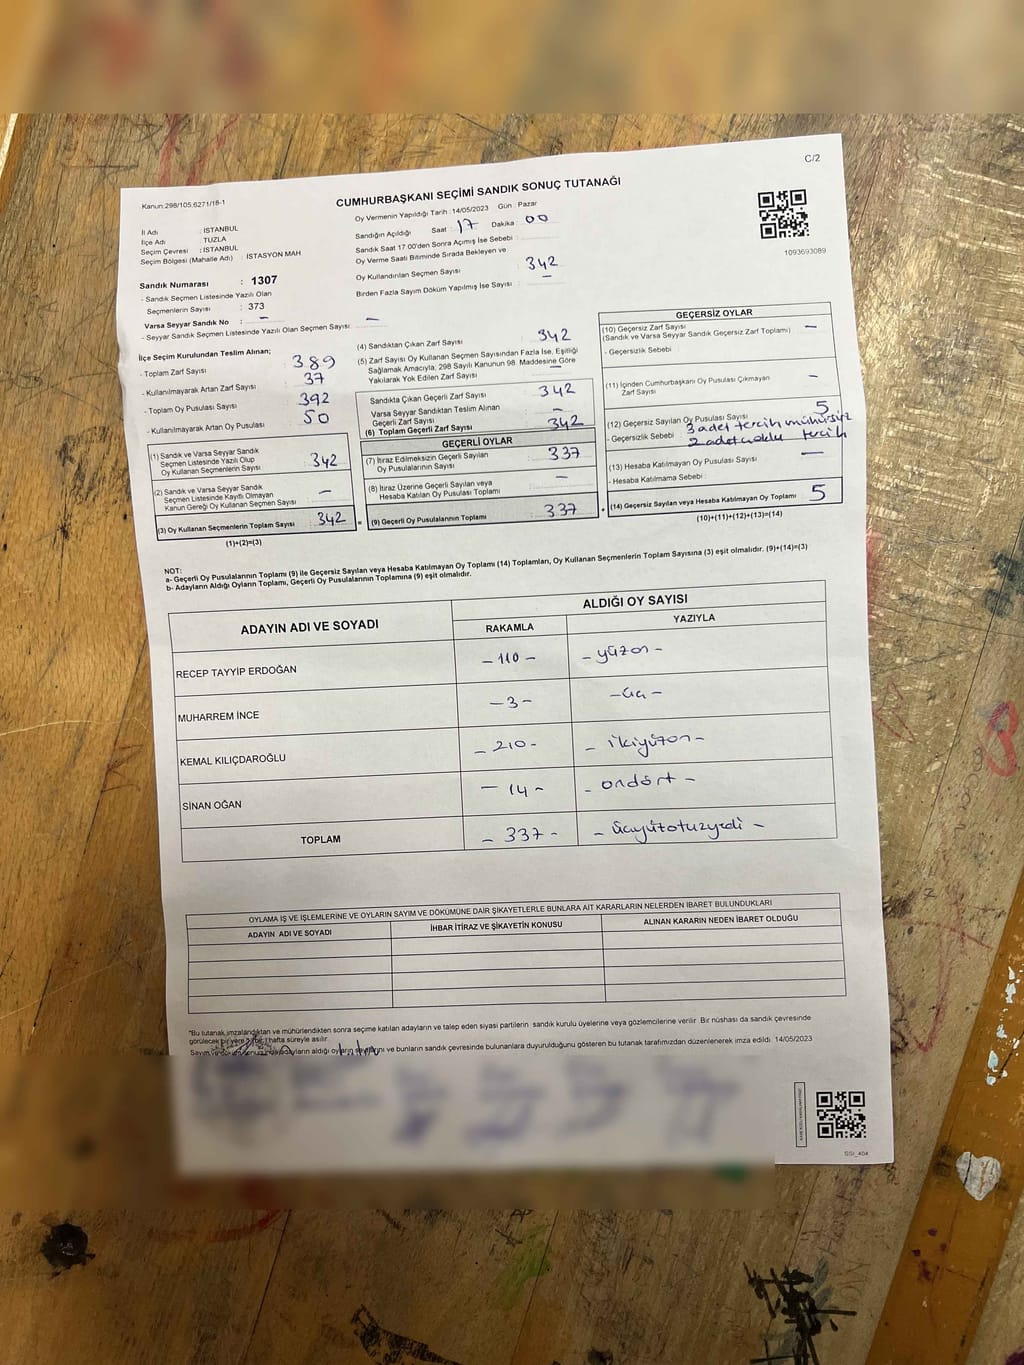 C/2
Kanun:298/105,6271/18-1
CUMHURBAŞKANI SEÇİMİ SANDIK SONUÇ TUTANAĞI
Oy Vermenin Yapıldığı Tarih : 14/05/2023 Gün : Pazar
İl Adı : İSTANBUL
İlçe Adı : TUZLA
Seçim Çevresi : İSTANBUL
Seçim Bölgesi (Mahalle Adı) : İSTASYON MAH
Sandığın Açıldığı Saat : 17 Dakika : 00
Sandık Saat 17.00'den Sonra Açılmış İse Sebebi :
Oy Verme Saati Bitiminde Sırada Bekleyen ve
Oy Kullandırılan Seçmen Sayısı : 342
Birden Fazla Sayım Döküm Yapılmış İse Sayısı : –
1093693089
Sandık Numarası : 1307
- Sandık Seçmen Listesinde Yazılı Olan
Seçmenlerin Sayısı : 373
Varsa Seyyar Sandık No : –
- Seyyar Sandık Seçmen Listesinde Yazılı Olan Seçmen Sayısı: –
İlçe Seçim Kurulundan Teslim Alınan;
- Toplam Zarf Sayısı 389
- Kullanılmayarak Artan Zarf Sayısı 37
- Toplam Oy Pusulası Sayısı 392
- Kullanılmayarak Artan Oy Pusulası 50
(1) Sandık ve Varsa Seyyar Sandık
Seçmen Listesinde Yazılı Olup
Oy Kullanan Seçmenlerin Sayısı : 342
(2) Sandık ve Varsa Seyyar Sandık
Seçmen Listesinde Kayıtlı Olmayan
Kanun Gereği Oy Kullanan Seçmen Sayısı : –
(3) Oy Kullanan Seçmenlerin Toplam Sayısı : 342 =
(1)+(2)=(3)
(4) Sandıktan Çıkan Zarf Sayısı : 342
(5) Zarf Sayısı Oy Kullanan Seçmen Sayısından Fazla İse, Eşitliği
Sağlamak Amacıyla; 298 Sayılı Kanunun 98. Maddesine Göre
Yakılarak Yok Edilen Zarf Sayısı : –
Sandıkta Çıkan Geçerli Zarf Sayısı : 342
Varsa Seyyar Sandıktan Teslim Alınan
Geçerli Zarf Sayısı : –
(6) Toplam Geçerli Zarf Sayısı : 342
GEÇERLİ OYLAR
(7) İtiraz Edilmeksizin Geçerli Sayılan
Oy Pusulasının Sayısı : 337
(8) İtiraz Üzerine Geçerli Sayılan veya
Hesaba Katılan Oy Pusulası Toplamı : –
(9) Geçerli Oy Pusulalarının Toplamı : 337 +
GEÇERSİZ OYLAR
(10) Geçersiz Zarf Sayısı
(Sandık ve Varsa Seyyar Sandık Geçersiz Zarf Toplamı) : –
- Geçersizlik Sebebi :
(11) İçinden Cumhurbaşkanı Oy Pusulası Çıkmayan
Zarf Sayısı : –
(12) Geçersiz Sayılan Oy Pusulası Sayısı : 5
- Geçersizlik Sebebi : 3 adet tercih mühürsüz
2 adet çoklu tercih
(13) Hesaba Katılmayan Oy Pusulası Sayısı : –
- Hesaba Katılmama Sebebi :
(14) Geçersiz Sayılan veya Hesaba Katılmayan Oy Toplamı : 5
(10)+(11)+(12)+(13)=(14)
NOT:
a- Geçerli Oy Pusulalarının Toplamı (9) ile Geçersiz Sayılan veya Hesaba Katılmayan Oy Toplamı (14) Toplamları, Oy Kullanan Seçmenlerin Toplam Sayısına (3) eşit olmalıdır. (9)+(14)=(3)
b- Adayların Aldığı Oyların Toplamı, Geçerli Oy Pusulalarının Toplamına (9) eşit olmalıdır.
ADAYIN ADI VE SOYADI ALDIĞI OY SAYISI
RAKAMLA YAZIYLA
RECEP TAYYİP ERDOĞAN –110– –yüzon–
MUHARREM İNCE –3– –üç–
KEMAL KILIÇDAROĞLU –210– –ikiyüzon–
SİNAN OĞAN –14– –ondört–
TOPLAM –337– –üçyüzotuzyedi–
OYLAMA İŞ VE İŞLEMLERİNE VE OYLARIN SAYIM VE DÖKÜMÜNE DAİR ŞİKAYETLERLE BUNLARA AİT KARARLARIN NELERDEN İBARET BULUNDUKLARI
ADAYIN ADI VE SOYADI İHBAR İTİRAZ VE ŞİKAYETİN KONUSU ALINAN KARARIN NEDEN İBARET OLDUĞU
"Bu tutanak imzalandıktan ve mühürlendikten sonra seçime katılan adayların ve talep eden siyasi partilerin sandık kurulu üyelerine veya gözlemcilerine verilir. Bir nüshası da sandık çevresinde
görülecek bir yere 1 (bir) hafta süreyle asılır.
adayların aldığı oyların sayısını ve bunların sandık çevresinde bulunanlara duyurulduğunu gösteren bu tutanak tarafımızdan düzenlenerek imza edildi. 14/05/2023
SSI_404